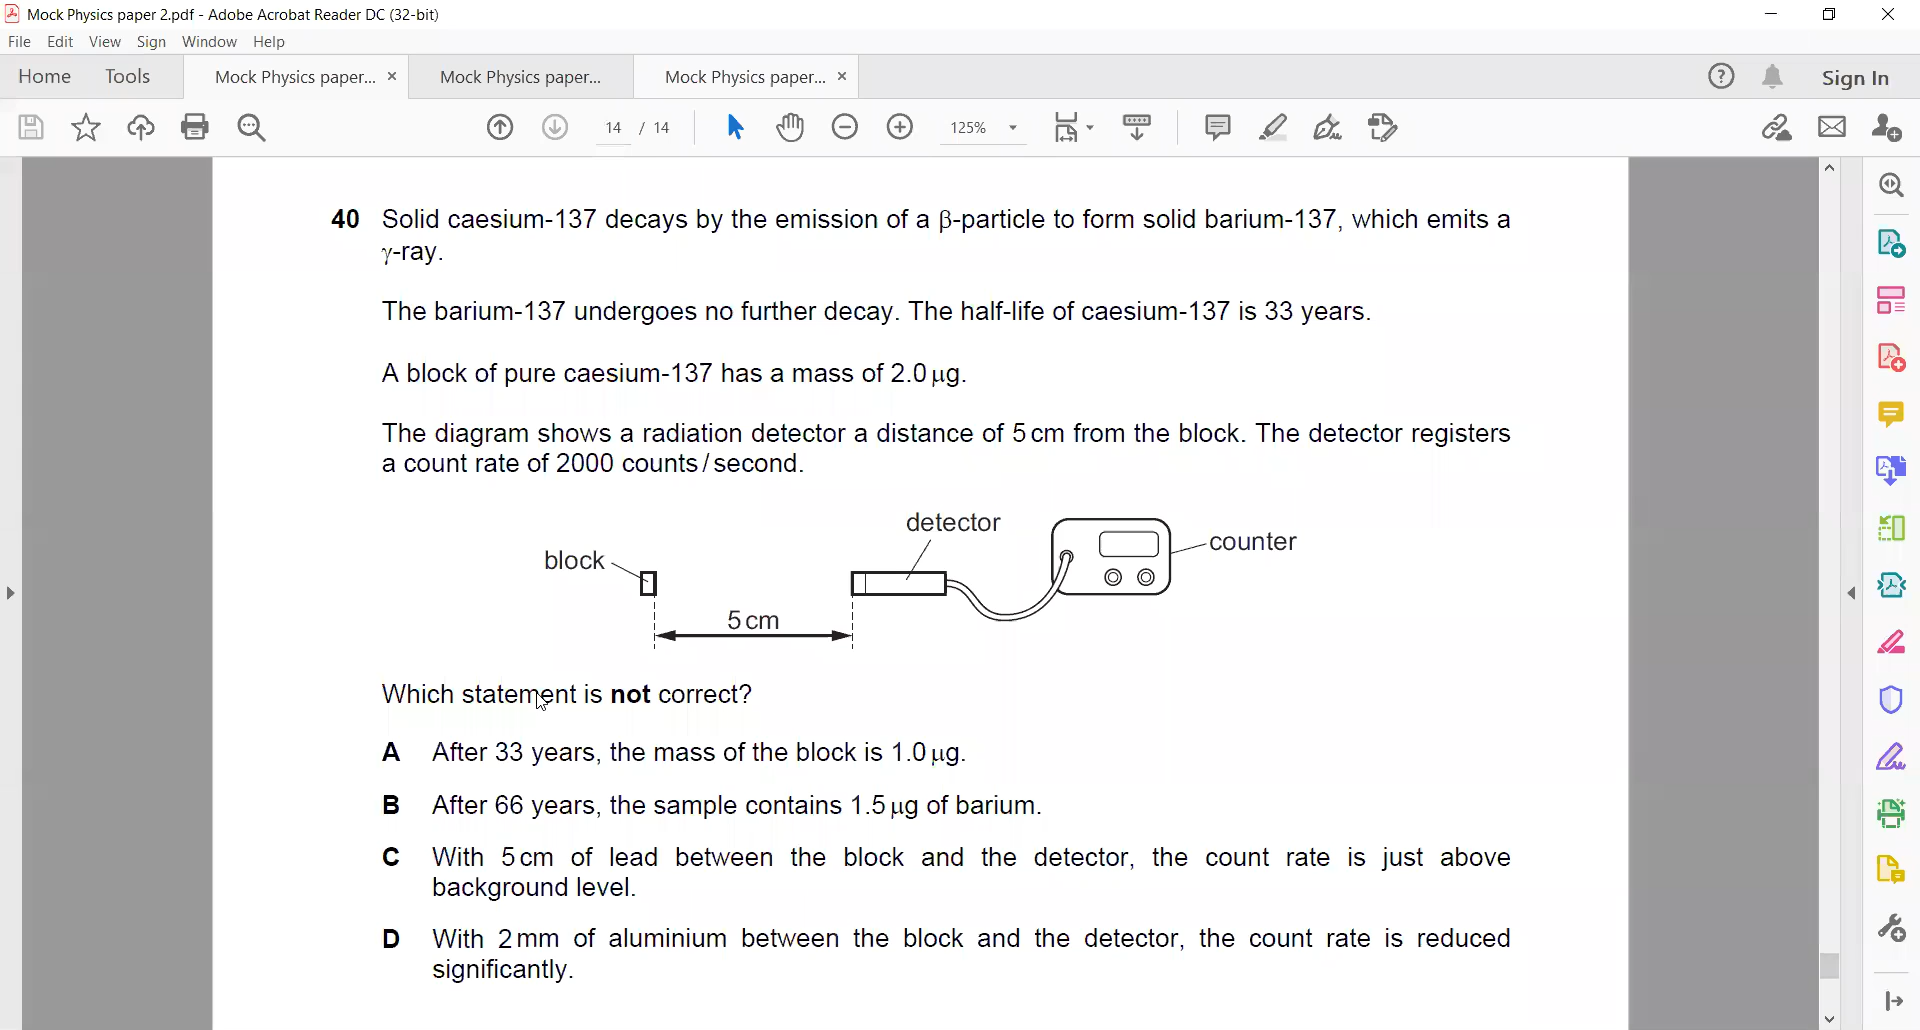 Mock Physics paper 2.pdf - Adobe Acrobat Reader DC (32-bit)
File Edit View Sign Window Help
Home Tools Mock Physics paper... × Mock Physics paper... Mock Physics paper... × Sign In
14 / 14 125%
40 Solid caesium-137 decays by the emission of a β-particle to form solid barium-137, which emits a
γ-ray.
The barium-137 undergoes no further decay. The half-life of caesium-137 is 33 years.
A block of pure caesium-137 has a mass of 2.0 μg.
The diagram shows a radiation detector a distance of 5 cm from the block. The detector registers
a count rate of 2000 counts / second.
detector
counter
block
5 cm
Which statement is not correct?
A After 33 years, the mass of the block is 1.0 μg.
B After 66 years, the sample contains 1.5 μg of barium.
C With 5 cm of lead between the block and the detector, the count rate is just above
background level.
D With 2 mm of aluminium between the block and the detector, the count rate is reduced
significantly.